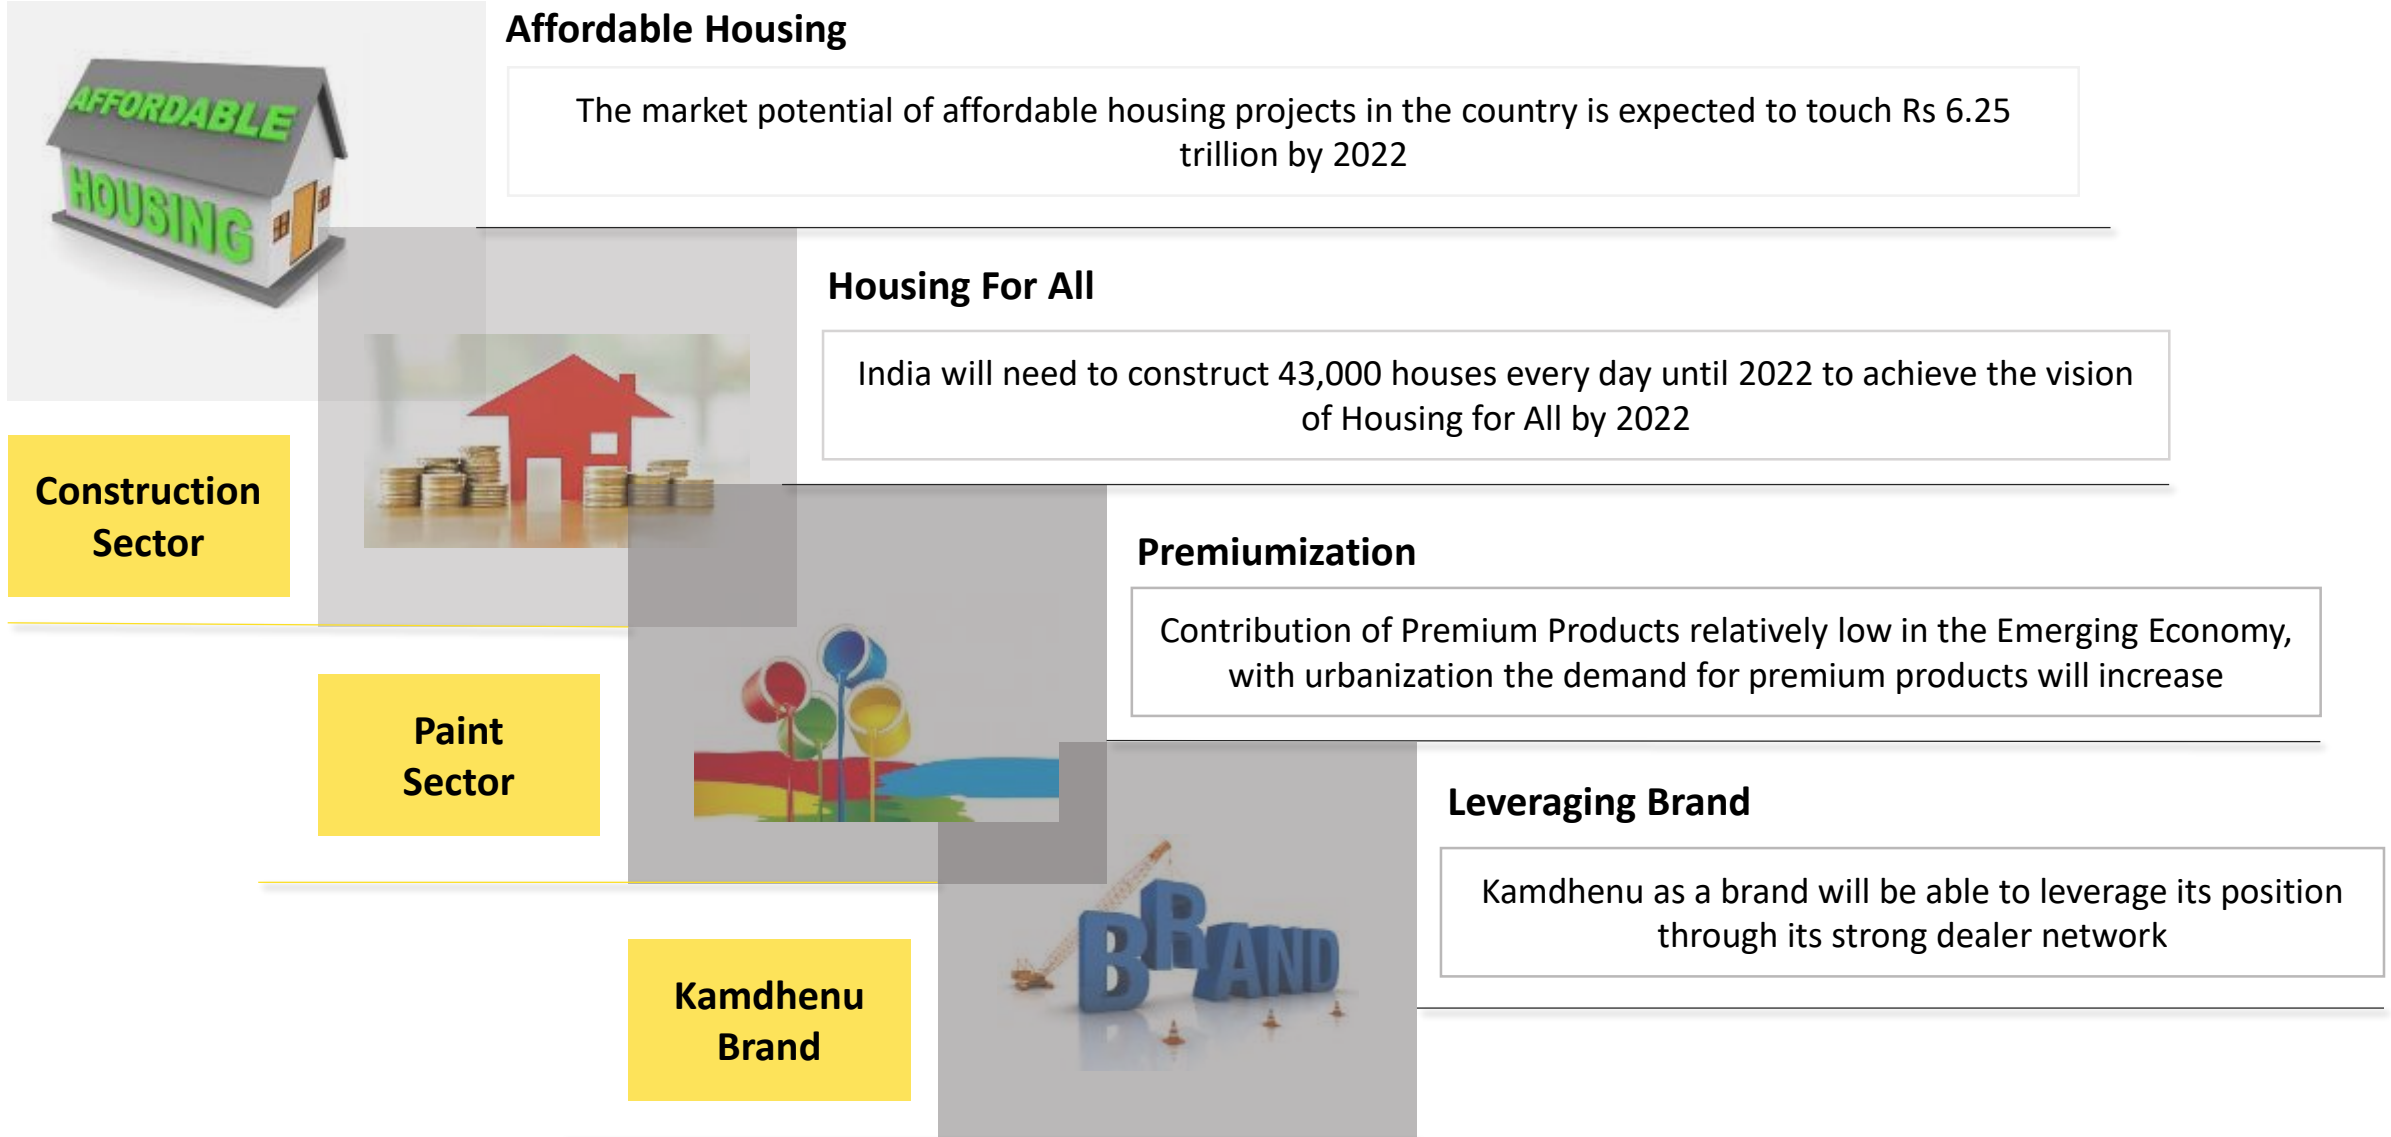 Affordable Housing
AFFORDABLE
HOUSING
The market potential of affordable housing projects in the country is expected to touch Rs 6.25
trillion by 2022
Housing For All
India will need to construct 43,000 houses every day until 2022 to achieve the vision
of Housing for All by 2022
Construction
Sector
Premiumization
Contribution of Premium Products relatively low in the Emerging Economy,
with urbanization the demand for premium products will increase
Paint
Sector
Leveraging Brand
Kamdhenu as a brand will be able to leverage its position
through its strong dealer network
BRAND
Kamdhenu
Brand